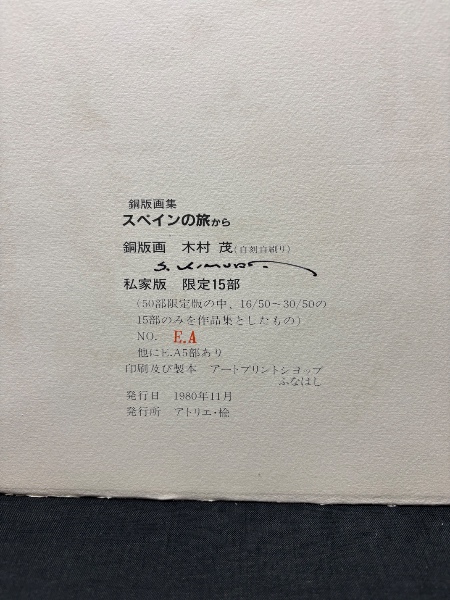 銅版画集
スペインの旅から
銅版画 木村 茂(自刻自刷り)
S. KIMURA
私家版 限定15部
(50部限定版の中、16/50~30/50の
15部のみを作品集としたもの)
NO. E.A
他にE.A5部あり
印刷及び製本 アートプリントショップ
ふなはし
発行日 1980年11月
発行所 アトリエ・楡